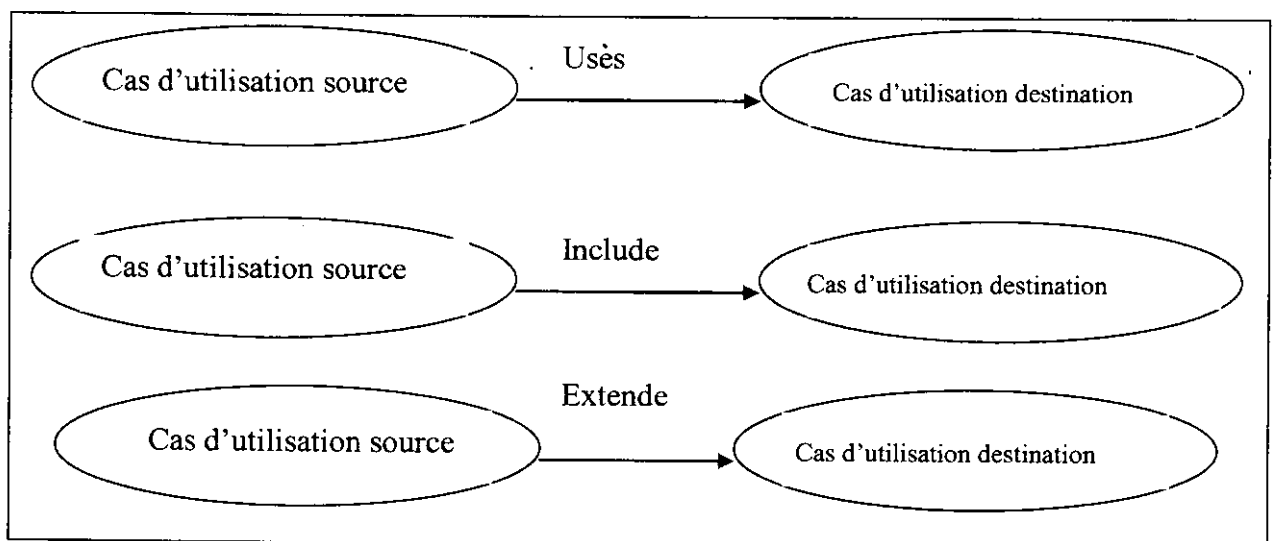 Usès
Cas d'utilisation source
Cas d'utilisation destination
Include
Cas d'utilisation source
Cas d'utilisation destination
Extende
Cas d'utilisation source
Cas d'utilisation destination